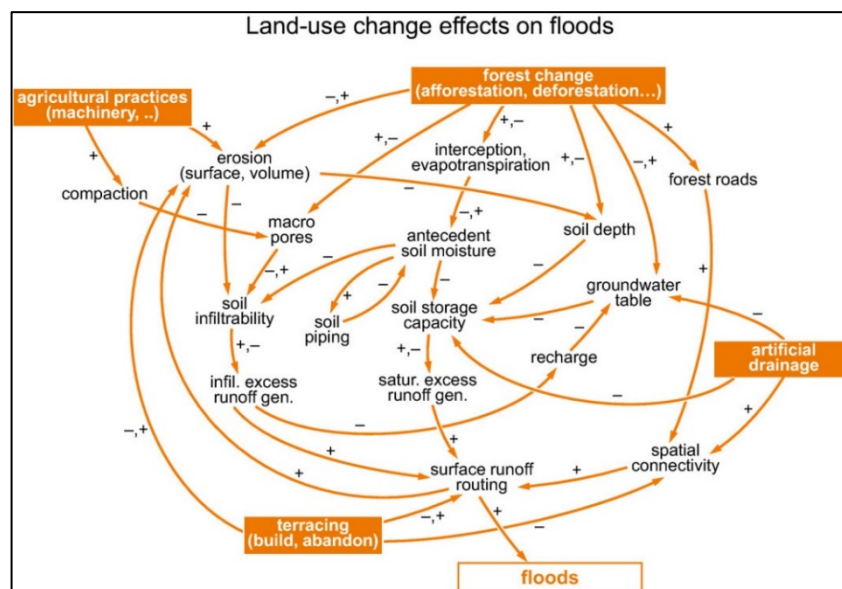 Land-use change effects on floods
forest change
(afforestation, deforestation...)
agricultural practices
(machinery, ..)
–,+
+
+,–
+,–
+
+
interception,
evapotranspiration
erosion
(surface, volume)
+,–
–,+
forest roads
compaction
–
–
–
macro
pores
–,+
soil depth
antecedent
soil moisture
–,+
–
–
–
groundwater
table
+
soil
infiltrability
+
–
soil
piping
soil storage
capacity
–
–
–
recharge
artificial
drainage
+,–
+,–
infil. excess
runoff gen.
satur. excess
runoff gen.
–
–
–,+
+
+
+
spatial
connectivity
surface runoff
routing
+
+
terracing
(build, abandon)
–,+
+
–
floods